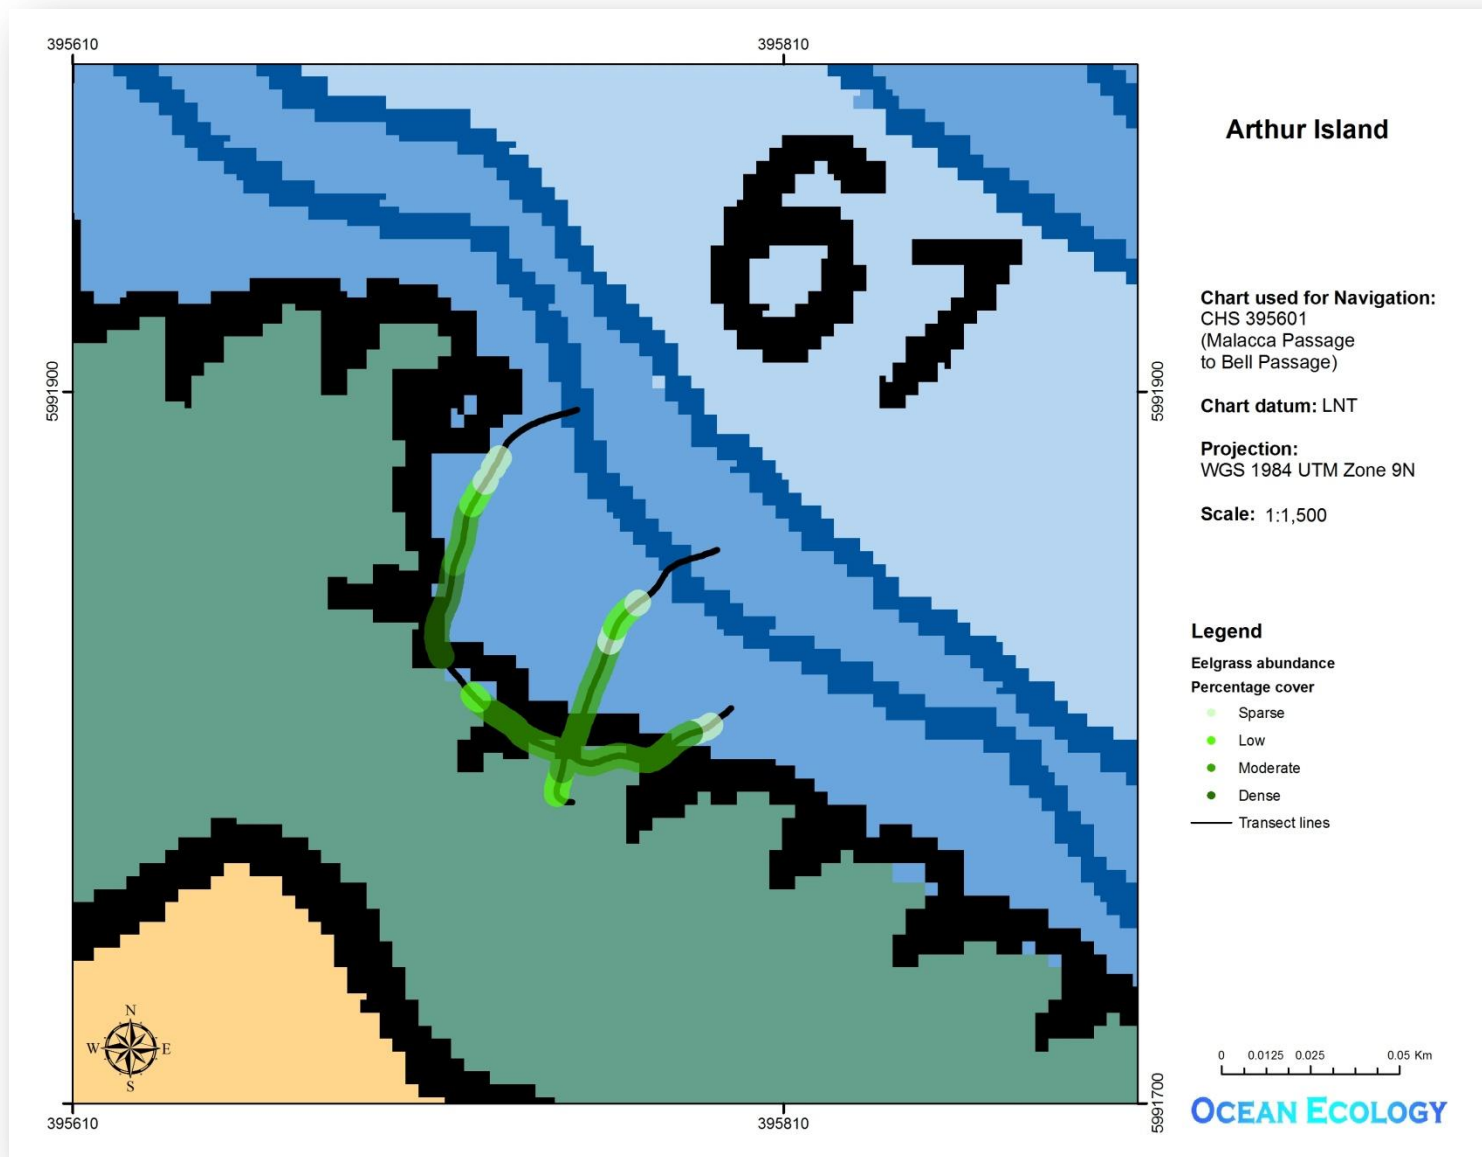 395610
395810
Arthur Island
6
7
Chart used for Navigation:
CHS 395601
(Malacca Passage
to Bell Passage)
5991900
5991900
Chart datum: LNT
Projection:
WGS 1984 UTM Zone 9N
Scale: 1:1,500
Legend
Eelgrass abundance
Percentage cover
Sparse
Low
Moderate
Dense
Transect lines
N
W E
S
0 0.0125 0.025 0.05 Km
5991700
OCEAN ECOLOGY
395610
395810